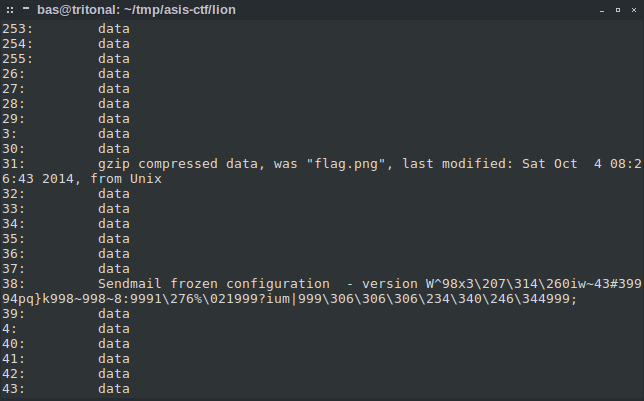 bas@tritonal: ~/tmp/asis-ctf/lion
253:        data
254:        data
255:        data
26:         data
27:         data
28:         data
29:         data
3:          data
30:         data
31:         gzip compressed data, was "flag.png", last modified: Sat Oct  4 08:2
6:43 2014, from Unix
32:         data
33:         data
34:         data
35:         data
36:         data
37:         data
38:         Sendmail frozen configuration  - version W^98x3\207\314\260iw~43#399
94pq}k998~998~8:9991\276%\021999?ium|999\306\306\306\234\340\246\344999;
39:         data
4:          data
40:         data
41:         data
42:         data
43:         data